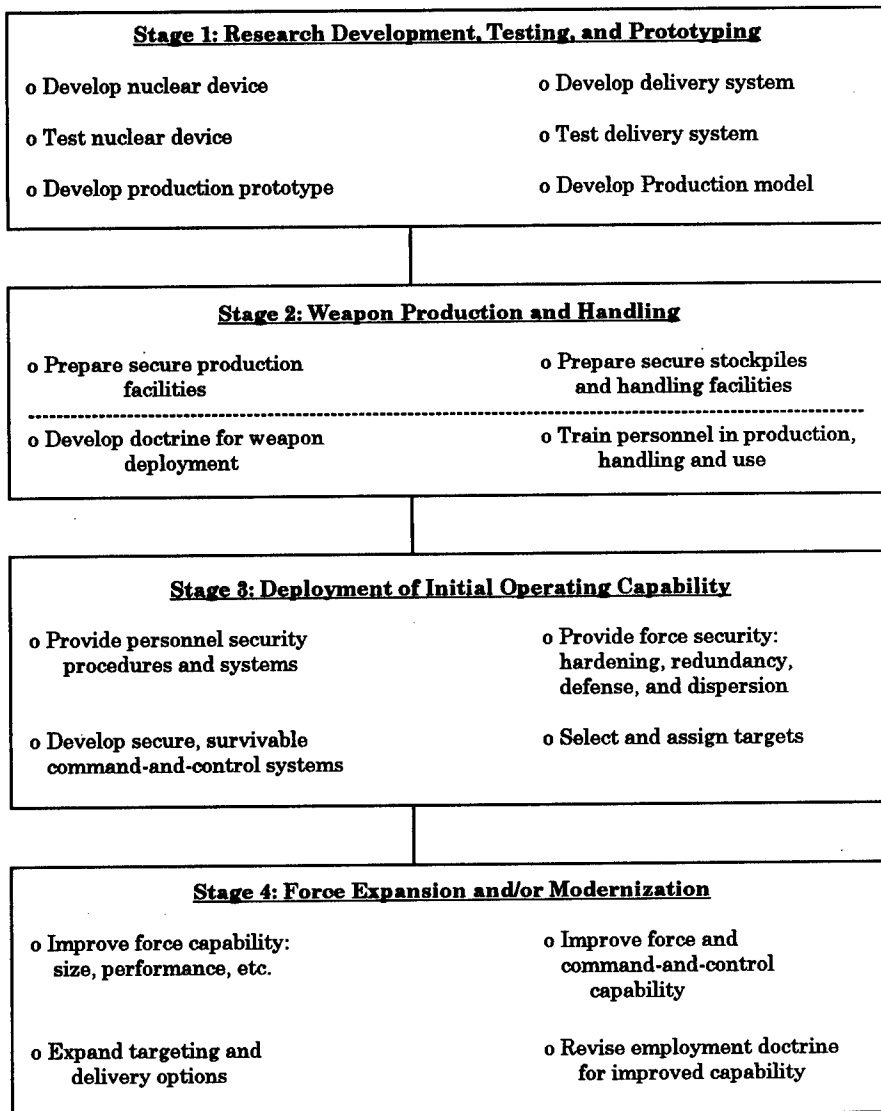 Stage 1: Research Development, Testing, and Prototyping
o Develop nuclear device
o Develop delivery system
o Test nuclear device
o Test delivery system
o Develop production prototype
o Develop Production model
Stage 2: Weapon Production and Handling
o Prepare secure production
facilities
o Prepare secure stockpiles
and handling facilities
o Develop doctrine for weapon
deployment
o Train personnel in production,
handling and use
Stage 3: Deployment of Initial Operating Capability
o Provide personnel security
procedures and systems
o Provide force security:
hardening, redundancy,
defense, and dispersion
o Develop secure, survivable
command-and-control systems
o Select and assign targets
Stage 4: Force Expansion and/or Modernization
o Improve force capability:
size, performance, etc.
o Improve force and
command-and-control
capability
o Expand targeting and
delivery options
o Revise employment doctrine
for improved capability